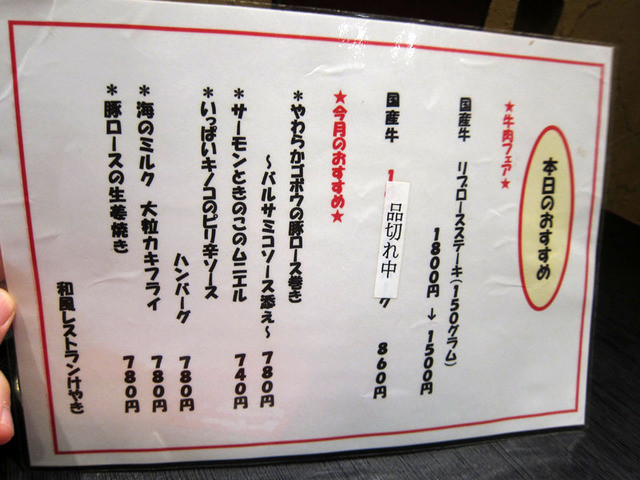 本日のおすすめ
★牛肉フェア★
国産牛 リブロースステーキ(150グラム)
1800円 → 1500円
国産牛 1
品切れ中
グ 860円
★今月のおすすめ★
*やわらかゴボウの豚ロース巻き
〜バルサミコソース添え〜780円
*サーモンときのこのムニエル 740円
*いっぱいキノコのピリ辛ソース
ハンバーグ 780円
*海のミルク 大粒カキフライ 780円
*豚ロースの生姜焼き 780円
和風レストランけやき